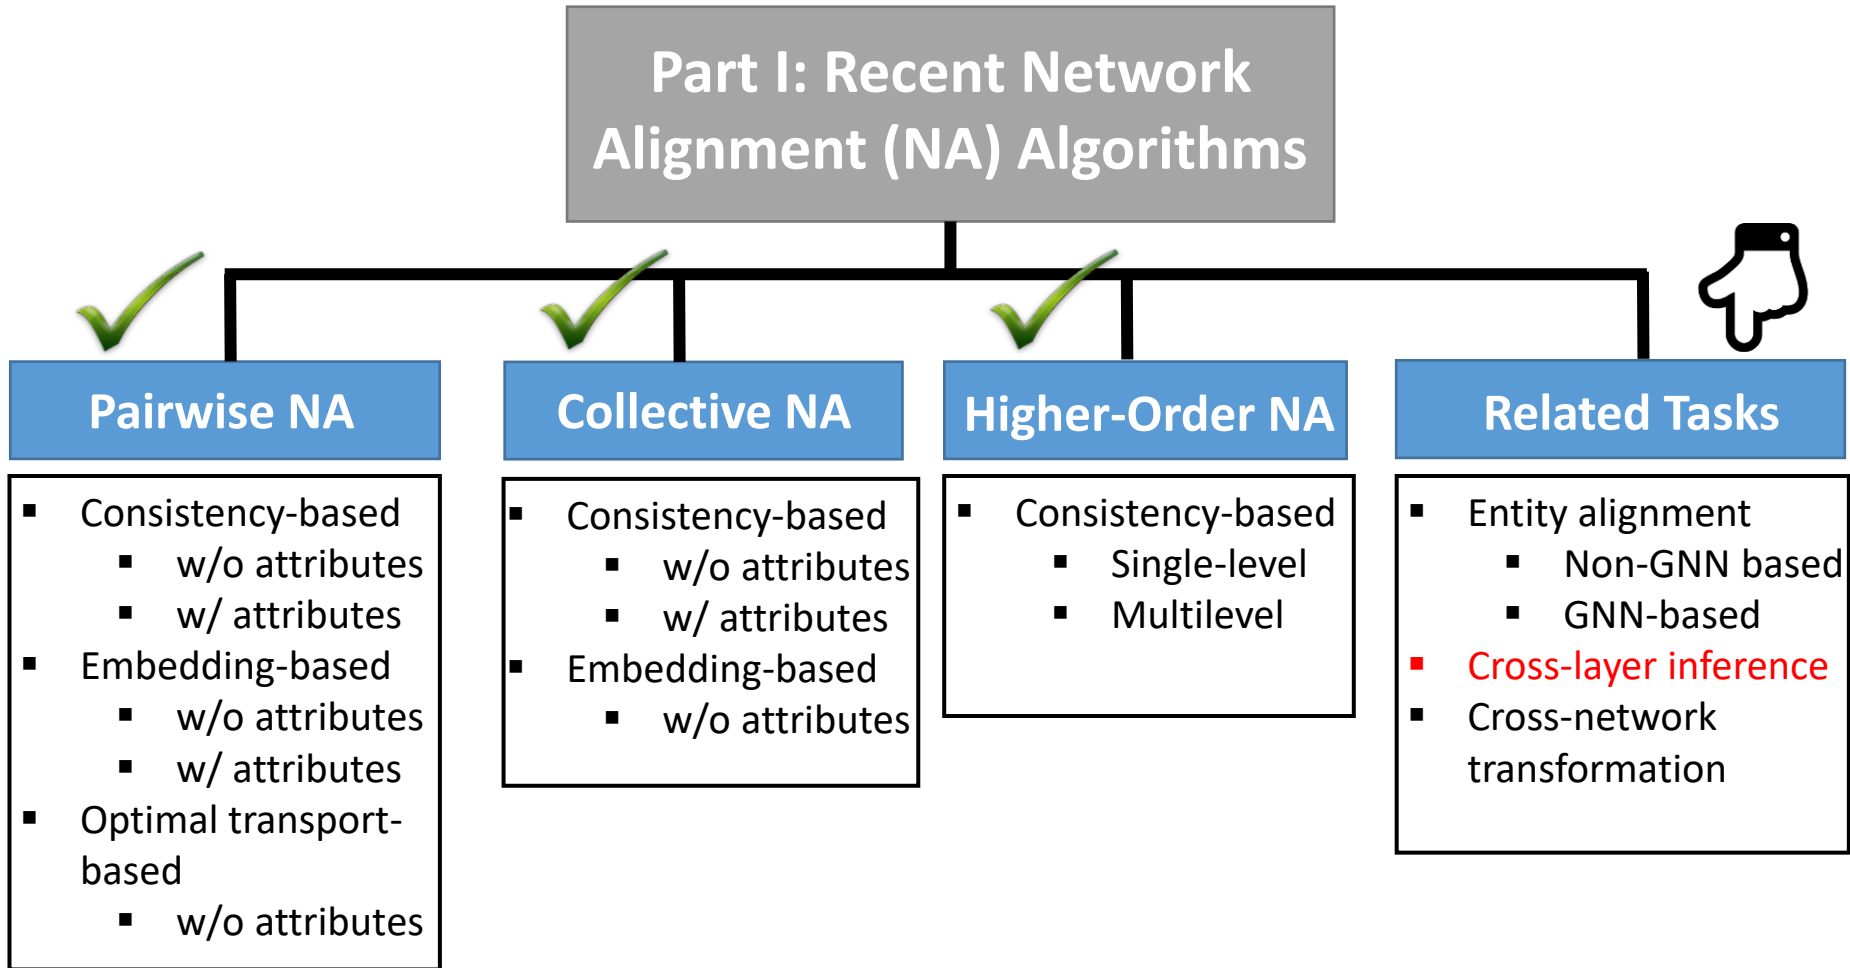 Part I: Recent Network
Alignment (NA) Algorithms
Pairwise NA
Consistency-based
w/o attributes
w/ attributes
Embedding-based
w/o attributes
w/ attributes
Optimal transport-
based
w/o attributes
Collective NA
Consistency-based
w/o attributes
w/ attributes
Embedding-based
w/o attributes
Higher-Order NA
Consistency-based
Single-level
Multilevel
Related Tasks
Entity alignment
Non-GNN based
GNN-based
Cross-layer inference
Cross-network
transformation